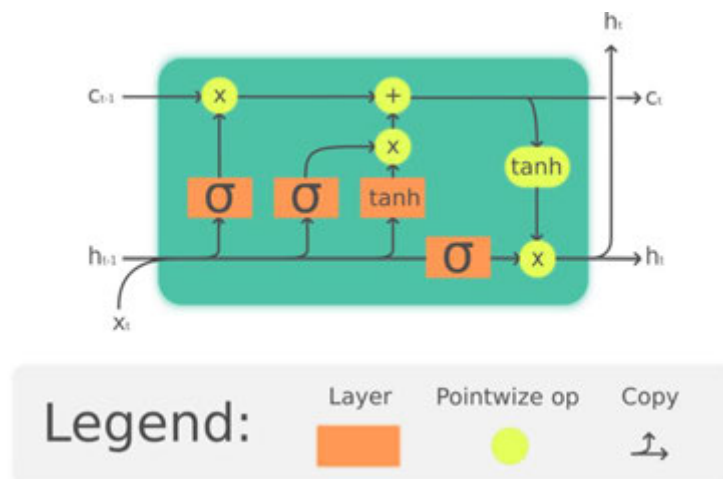 hₜ
cₜ₋₁ x + cₜ
x
tanh
σ σ tanh
hₜ₋₁ σ x hₜ
xₜ
Layer Pointwize op Copy
Legend: